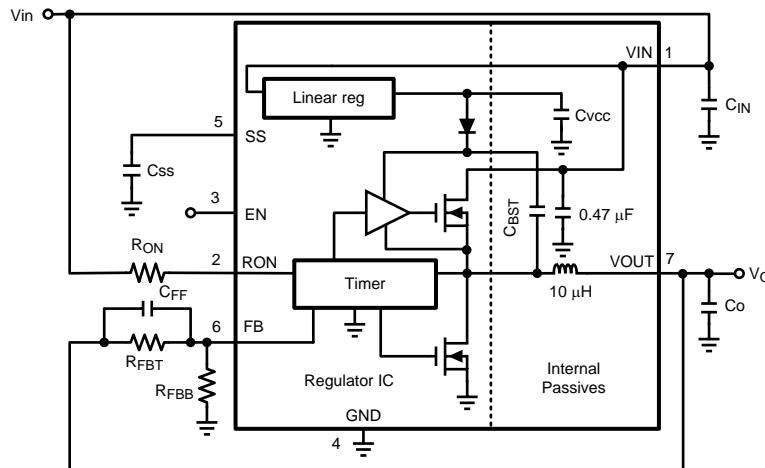 Vin
VIN
1
Linear reg
Cvcc
CIN
5
SS
Css
3
EN
CBST
0.47 μF
RON
2
RON
Timer
VOUT
7
10 μH
CFF
Co
6
FB
RFBT
RFBB
Regulator IC
Internal
Passives
GND
4